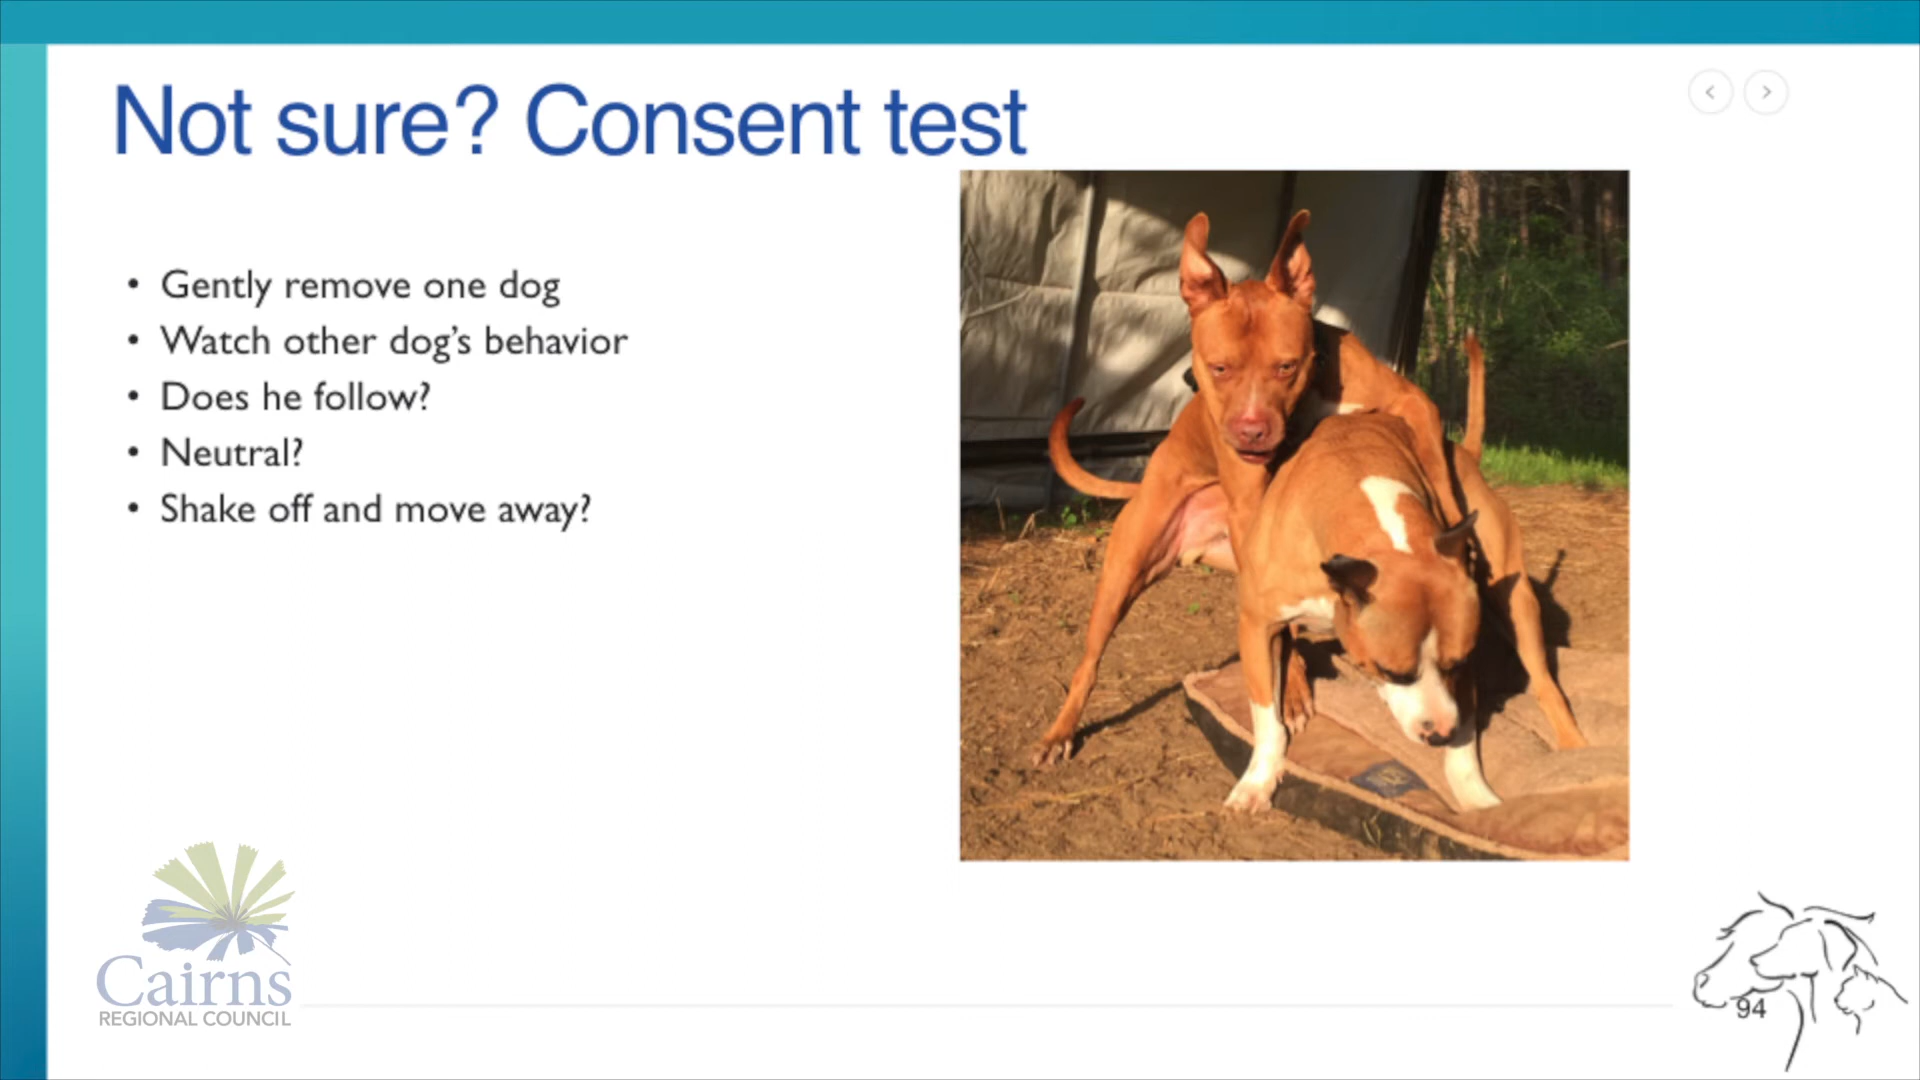 Not sure? Consent test
• Gently remove one dog
• Watch other dog’s behavior
• Does he follow?
• Neutral?
• Shake off and move away?
Cairns
REGIONAL COUNCIL
94